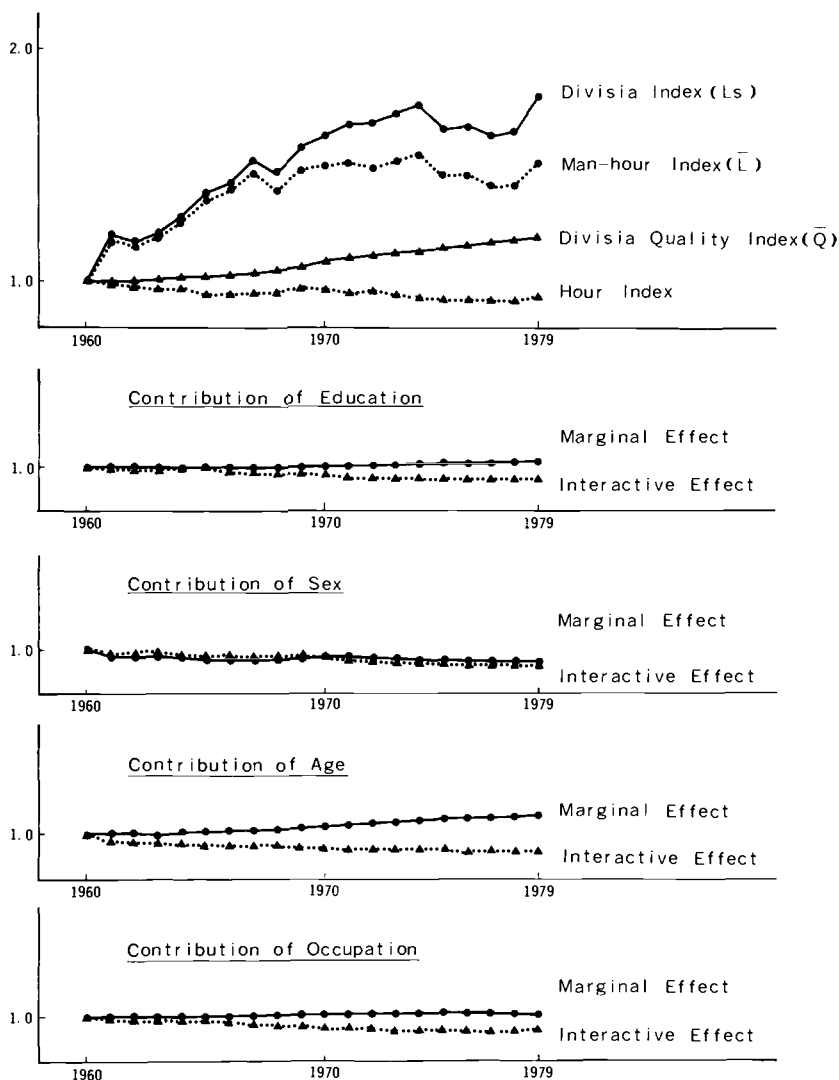 2.0
Divisia Index(Ls)
Man-hour Index(L̅)
Divisia Quality Index(Q̅)
1.0
Hour Index
1960 1970 1979
Contribution of Education
Marginal Effect
1.0
Interactive Effect
1960 1970 1979
Contribution of Sex
Marginal Effect
1.0
Interactive Effect
1960 1970 1979
Contribution of Age
Marginal Effect
1.0
Interactive Effect
1960 1970 1979
Contribution of Occupation
Marginal Effect
1.0
Interactive Effect
1960 1970 1979